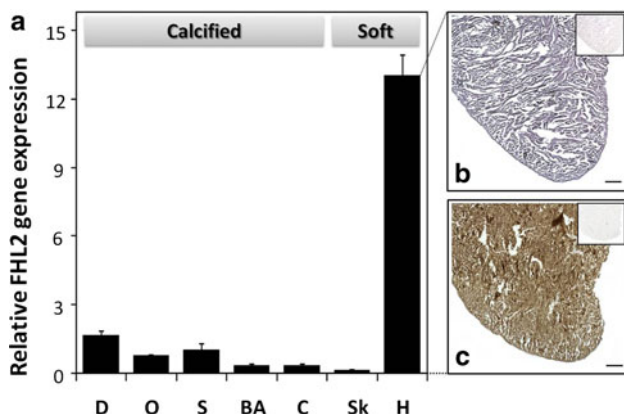 a
Calcified
Soft
Relative FHL2 gene expression
15
12
9
6
3
0
D O S BA C Sk H
b
c